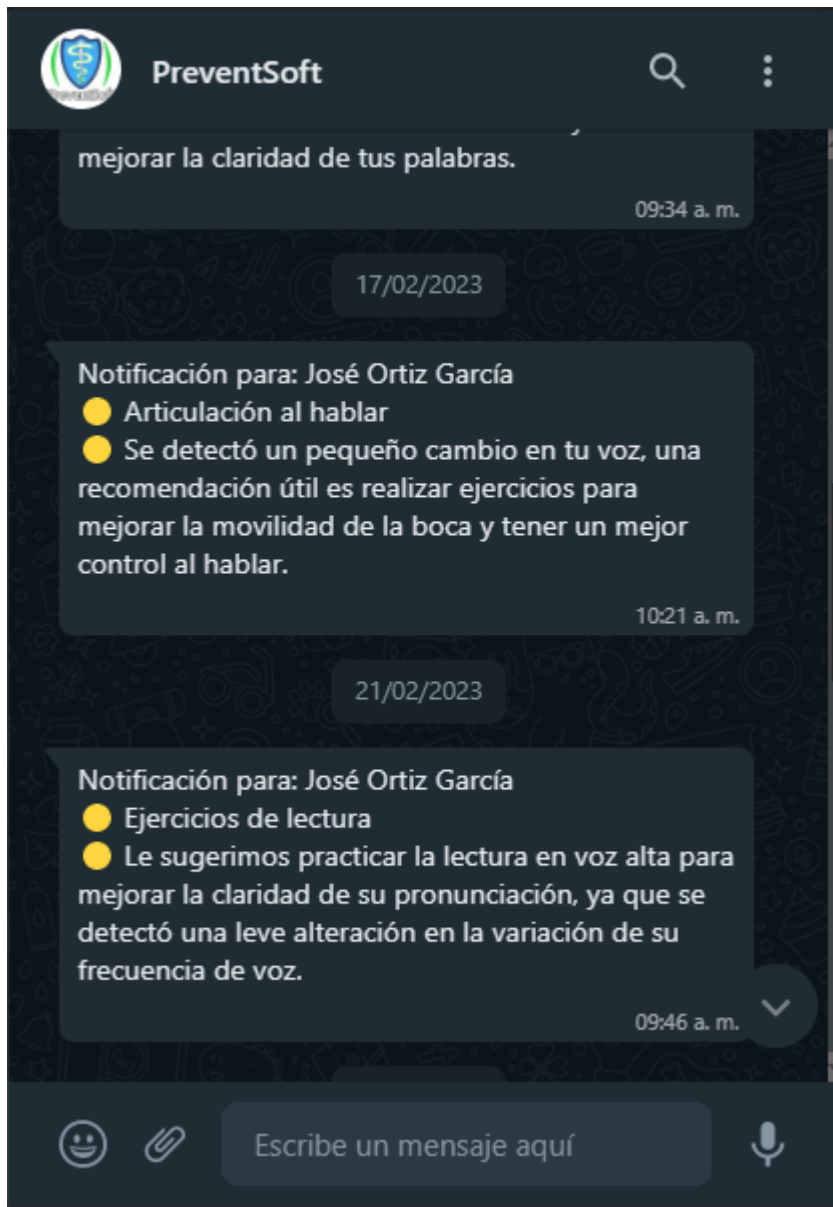 PreventSoft
mejorar la claridad de tus palabras.
09:34 a. m.
17/02/2023
Notificación para: José Ortiz García
Articulación al hablar
Se detectó un pequeño cambio en tu voz, una
recomendación útil es realizar ejercicios para
mejorar la movilidad de la boca y tener un mejor
control al hablar.
10:21 a. m.
21/02/2023
Notificación para: José Ortiz García
Ejercicios de lectura
Le sugerimos practicar la lectura en voz alta para
mejorar la claridad de su pronunciación, ya que se
detectó una leve alteración en la variación de su
frecuencia de voz.
09:46 a. m.
Escribe un mensaje aquí